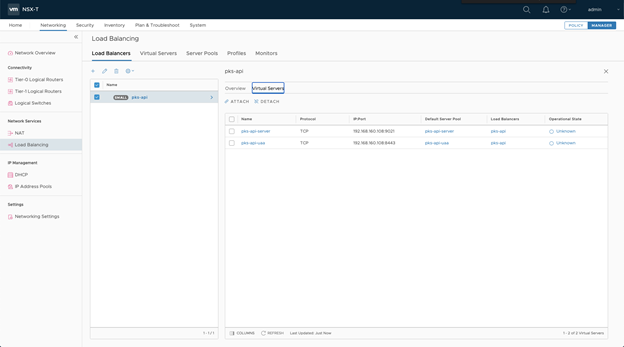 vm NSX-T
admin
Home Networking Security Inventory Plan & Troubleshoot System
POLICY MANAGER
«
Network Overview
Connectivity
Tier-0 Logical Routers
Tier-1 Logical Routers
Logical Switches
Network Services
NAT
Load Balancing
IP Management
DHCP
IP Address Pools
Settings
Networking Settings
Load Balancing
Load Balancers Virtual Servers Server Pools Profiles Monitors
Name
SMALL pks-api
1 - 1 / 1
pks-api
Overview Virtual Servers
ATTACH DETACH
Name Protocol IP:Port Default Server Pool Load Balancers Operational State
pks-api-server TCP 192.168.160.108:9021 pks-api-server pks-api Unknown
pks-api-uaa TCP 192.168.160.108:8443 pks-api-uaa pks-api Unknown
COLUMNS REFRESH Last Updated: Just Now 1 - 2 of 2 Virtual Servers